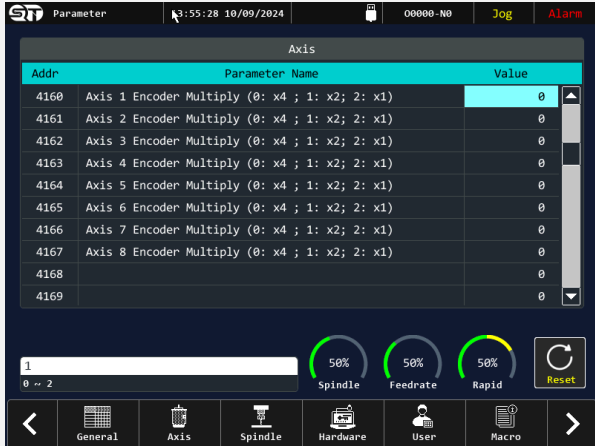 Parameter 3:55:28 10/09/2024 O0000-N0 Jog Alarm
Axis
Addr Parameter Name Value
4160 Axis 1 Encoder Multiply (0: x4 ; 1: x2; 2: x1) 0
4161 Axis 2 Encoder Multiply (0: x4 ; 1: x2; 2: x1) 0
4162 Axis 3 Encoder Multiply (0: x4 ; 1: x2; 2: x1) 0
4163 Axis 4 Encoder Multiply (0: x4 ; 1: x2; 2: x1) 0
4164 Axis 5 Encoder Multiply (0: x4 ; 1: x2; 2: x1) 0
4165 Axis 6 Encoder Multiply (0: x4 ; 1: x2; 2: x1) 0
4166 Axis 7 Encoder Multiply (0: x4 ; 1: x2; 2: x1) 0
4167 Axis 8 Encoder Multiply (0: x4 ; 1: x2; 2: x1) 0
4168 0
4169 0
1
0 ~ 2
50% 50% 50%
Spindle Feedrate Rapid Reset
General Axis Spindle Hardware User Macro